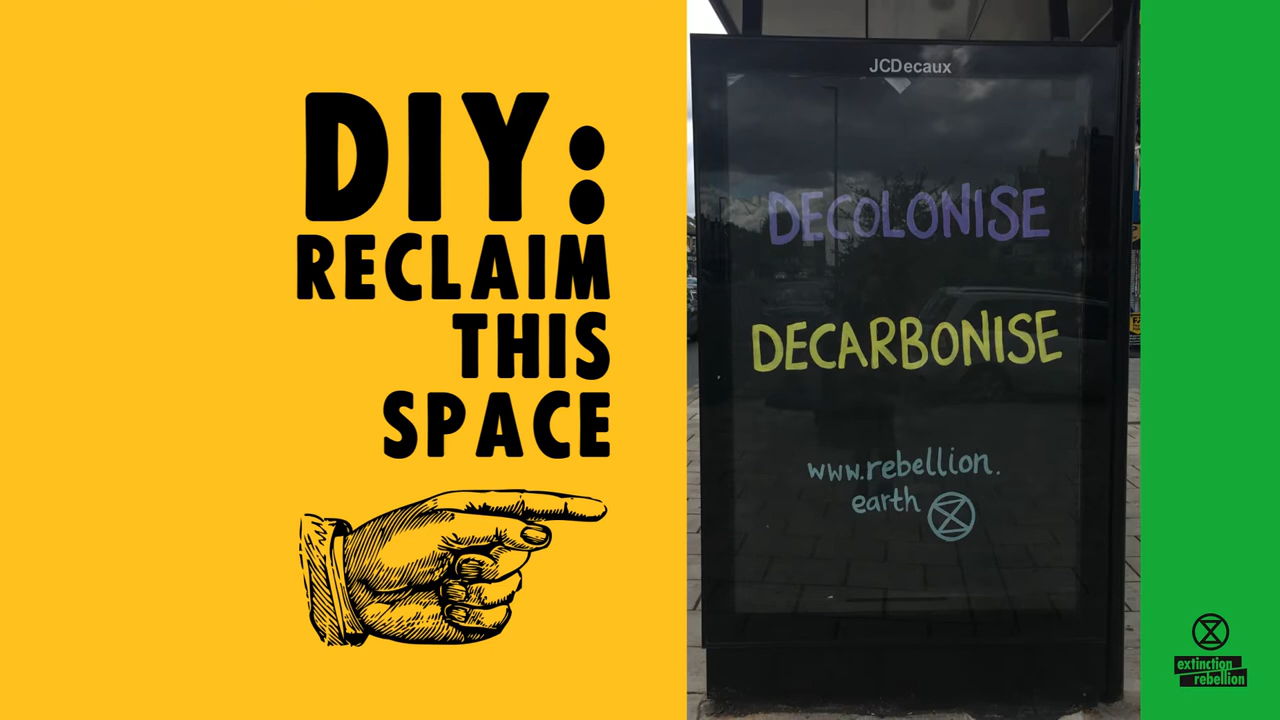 DIY:
RECLAIM
THIS
SPACE
JCDecaux
DECOLONISE
DECARBONISE
www.rebellion.
earth
extinction
rebellion